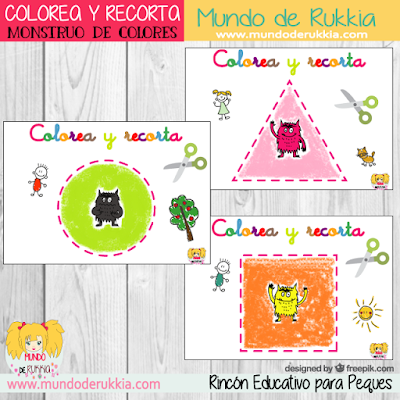 COLOREA Y RECORTA
MONSTRUO DE COLORES
Mundo de Rukkia
www.mundoderukkia.com
Colorea y recorta
Colorea y recorta
Colorea y recorta
MUNDO
DE RUKKIA
www.mundoderukkia.com
designed by freepik.com
Rincón Educativo para Peques